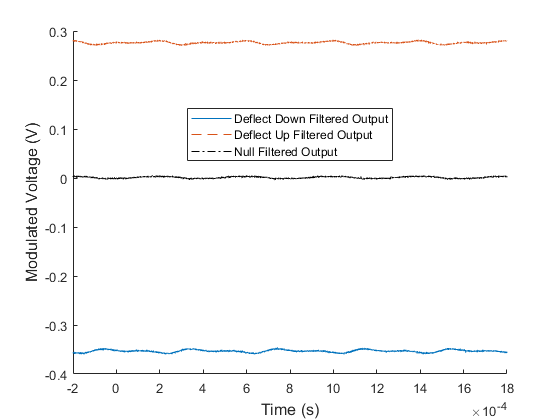 0.3
0.2
0.1
0
-0.1
-0.2
-0.3
-0.4
Modulated Voltage (V)
Deflect Down Filtered Output
Deflect Up Filtered Output
Null Filtered Output
-2 0 2 4 6 8 10 12 14 16 18
Time (s)
×10⁻⁴